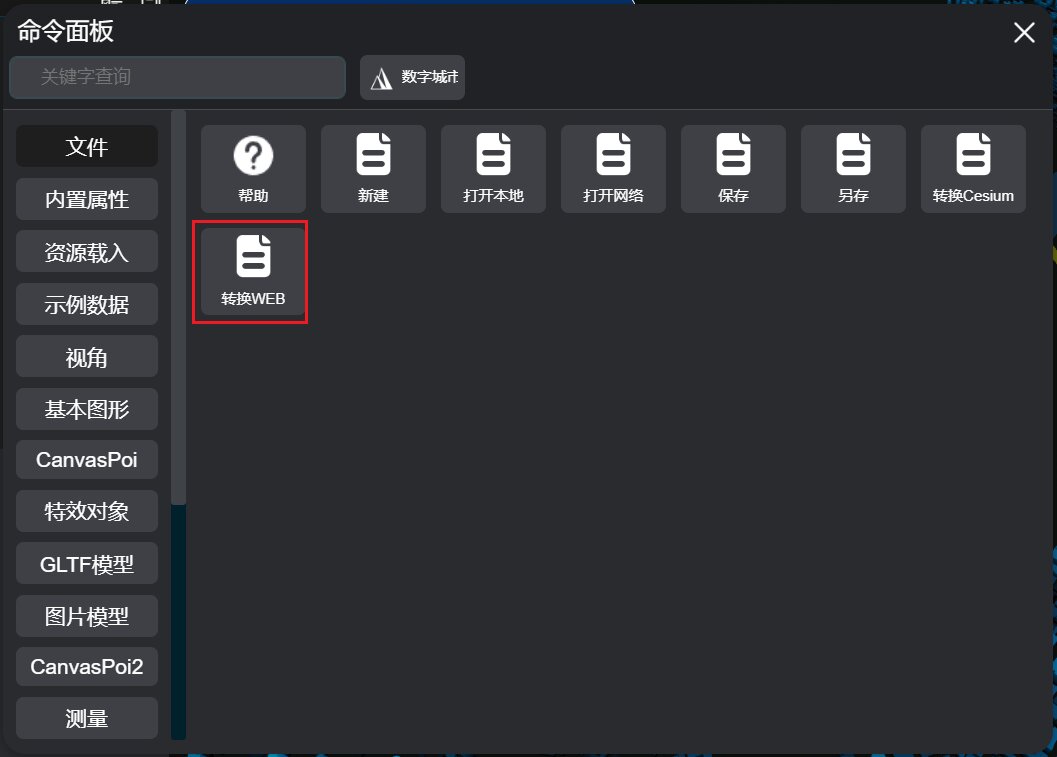 命令面板
关键字查询
数字城市
文件
内置属性
资源载入
示例数据
视角
基本图形
CanvasPoi
特效对象
GLTF模型
图片模型
CanvasPoi2
测量
帮助
新建
打开本地
打开网络
保存
另存
转换Cesium
转换WEB